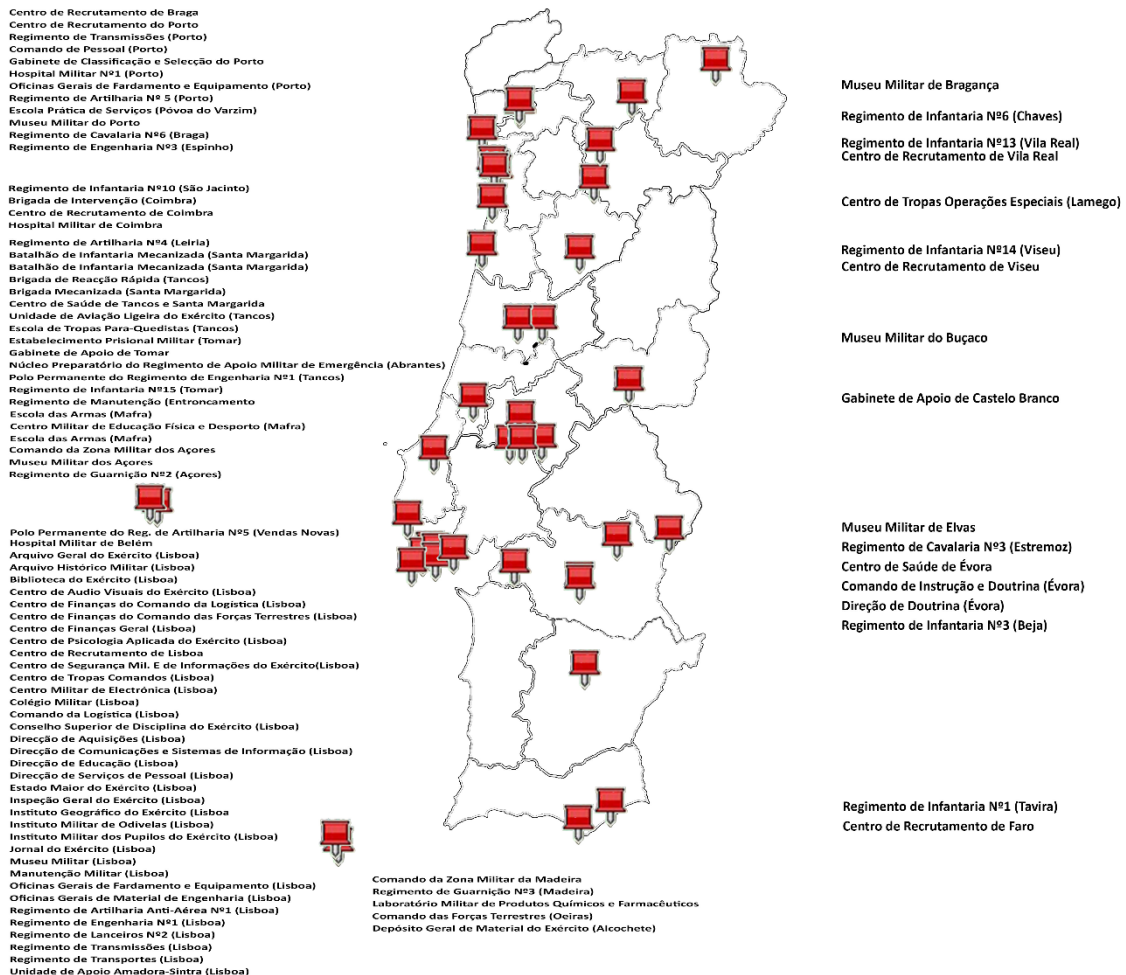 Centro de Recrutamento de Braga
Centro de Recrutamento do Porto
Regimento de Transmissões (Porto)
Comando de Pessoal (Porto)
Gabinete de Classificação e Selecção do Porto
Hospital Militar Nº1 (Porto)
Oficinas Gerais de Fardamento e Equipamento (Porto)
Regimento de Artilharia Nº 5 (Porto)
Escola Prática de Serviços (Póvoa do Varzim)
Museu Militar do Porto
Regimento de Cavalaria Nº6 (Braga)
Regimento de Engenharia Nº3 (Espinho)
Regimento de Infantaria Nº10 (São Jacinto)
Brigada de Intervenção (Coimbra)
Centro de Recrutamento de Coimbra
Hospital Militar de Coimbra
Regimento de Artilharia Nº4 (Leiria)
Batalhão de Infantaria Mecanizada (Santa Margarida)
Batalhão de Infantaria Mecanizada (Santa Margarida)
Brigada de Reacção Rápida (Tancos)
Brigada Mecanizada (Santa Margarida)
Centro de Saúde de Tancos e Santa Margarida
Unidade de Aviação Ligeira do Exército (Tancos)
Escola de Tropas Para-Quedistas (Tancos)
Estabelecimento Prisional Militar (Tomar)
Gabinete de Apoio de Tomar
Núcleo Preparatório do Regimento de Apoio Militar de Emergência (Abrantes)
Polo Permanente do Regimento de Engenharia Nº1 (Tancos)
Regimento de Infantaria Nº15 (Tomar)
Regimento de Manutenção (Entroncamento
Escola das Armas (Mafra)
Centro Militar de Educação Física e Desporto (Mafra)
Escola das Armas (Mafra)
Comando da Zona Militar dos Açores
Museu Militar dos Açores
Regimento de Guarnição Nº2 (Açores)
Polo Permanente do Reg. de Artilharia Nº5 (Vendas Novas)
Hospital Militar de Belém
Arquivo Geral do Exército (Lisboa)
Arquivo Histórico Militar (Lisboa)
Biblioteca do Exército (Lisboa)
Centro de Audio Visuais do Exército (Lisboa)
Centro de Finanças do Comando da Logística (Lisboa)
Centro de Finanças do Comando das Forças Terrestres (Lisboa)
Centro de Finanças Geral (Lisboa)
Centro de Psicologia Aplicada do Exército (Lisboa)
Centro de Recrutamento de Lisboa
Centro de Segurança Mil. E de Informações do Exército(Lisboa)
Centro de Tropas Comandos (Lisboa)
Centro Militar de Electrónica (Lisboa)
Colégio Militar (Lisboa)
Comando da Logística (Lisboa)
Conselho Superior de Disciplina do Exército (Lisboa)
Direcção de Aquisições (Lisboa)
Direcção de Comunicações e Sistemas de Informação (Lisboa)
Direcção de Educação (Lisboa)
Direcção de Serviços de Pessoal (Lisboa)
Estado Maior do Exército (Lisboa)
Inspeção Geral do Exército (Lisboa)
Instituto Geográfico do Exército (Lisboa
Instituto Militar de Odivelas (Lisboa)
Instituto Militar dos Pupilos do Exército (Lisboa)
Jornal do Exército (Lisboa)
Museu Militar (Lisboa)
Manutenção Militar (Lisboa)
Oficinas Gerais de Fardamento e Equipamento (Lisboa)
Oficinas Gerais de Material de Engenharia (Lisboa)
Regimento de Artilharia Anti-Aérea Nº1 (Lisboa)
Regimento de Engenharia Nº1 (Lisboa)
Regimento de Lanceiros Nº2 (Lisboa)
Regimento de Transmissões (Lisboa)
Regimento de Transportes (Lisboa)
Unidade de Apoio Amadora-Sintra (Lisboa)
Comando da Zona Militar da Madeira
Regimento de Guarnição Nº3 (Madeira)
Laboratório Militar de Produtos Químicos e Farmacêuticos
Comando das Forças Terrestres (Oeiras)
Depósito Geral de Material do Exército (Alcochete)
Museu Militar de Bragança
Regimento de Infantaria Nº6 (Chaves)
Regimento de Infantaria Nº13 (Vila Real)
Centro de Recrutamento de Vila Real
Centro de Tropas Operações Especiais (Lamego)
Regimento de Infantaria Nº14 (Viseu)
Centro de Recrutamento de Viseu
Museu Militar do Buçaco
Gabinete de Apoio de Castelo Branco
Museu Militar de Elvas
Regimento de Cavalaria Nº3 (Estremoz)
Centro de Saúde de Évora
Comando de Instrução e Doutrina (Évora)
Direção de Doutrina (Évora)
Regimento de Infantaria Nº3 (Beja)
Regimento de Infantaria Nº1 (Tavira)
Centro de Recrutamento de Faro